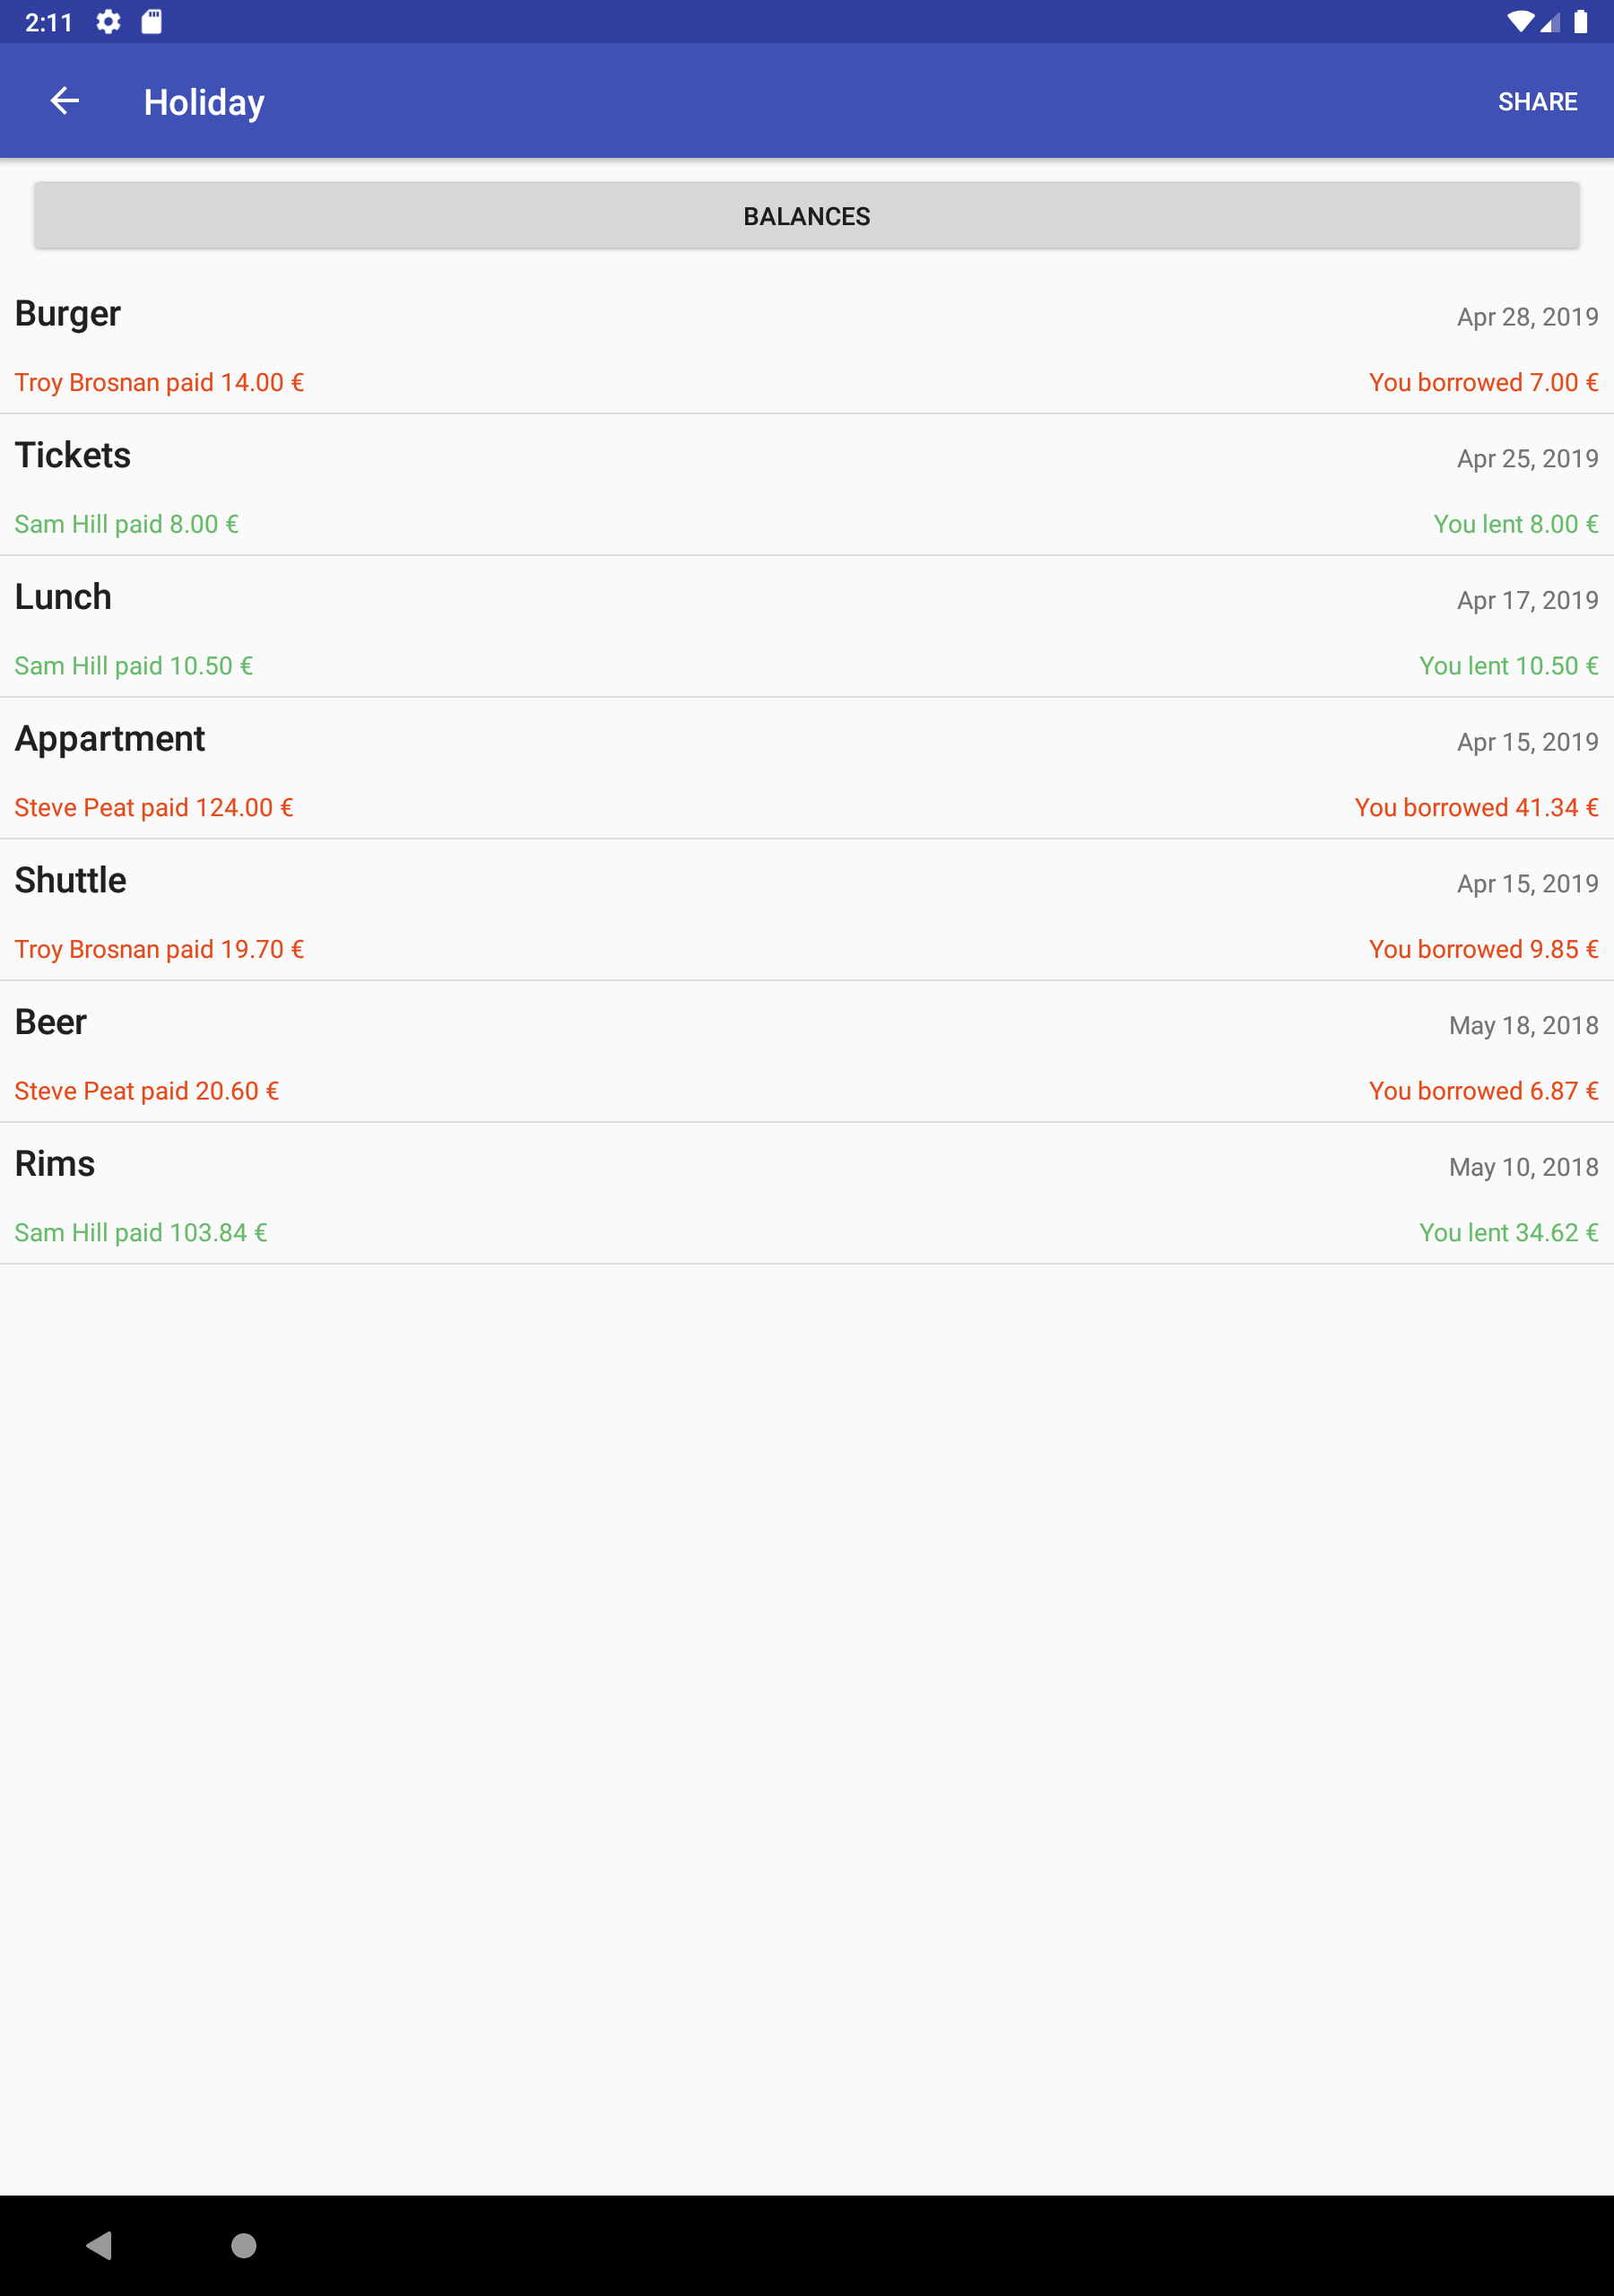 2:11
Holiday SHARE
BALANCES
Burger Apr 28, 2019
Troy Brosnan paid 14.00 € You borrowed 7.00 €
Tickets Apr 25, 2019
Sam Hill paid 8.00 € You lent 8.00 €
Lunch Apr 17, 2019
Sam Hill paid 10.50 € You lent 10.50 €
Appartment Apr 15, 2019
Steve Peat paid 124.00 € You borrowed 41.34 €
Shuttle Apr 15, 2019
Troy Brosnan paid 19.70 € You borrowed 9.85 €
Beer May 18, 2018
Steve Peat paid 20.60 € You borrowed 6.87 €
Rims May 10, 2018
Sam Hill paid 103.84 € You lent 34.62 €